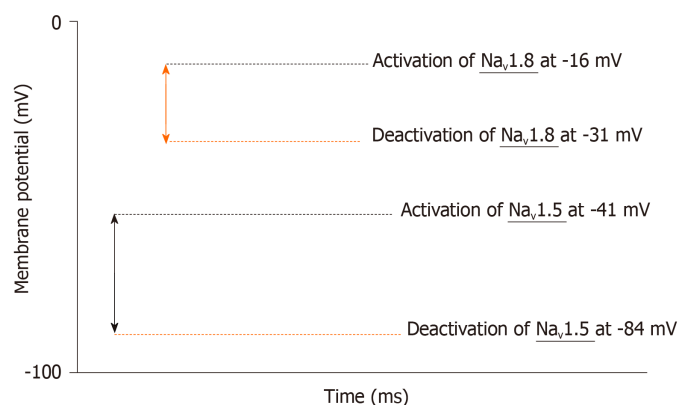 0
Activation of Naᵥ1.8 at -16 mV
Deactivation of Naᵥ1.8 at -31 mV
Membrane potential (mV)
Activation of Naᵥ1.5 at -41 mV
Deactivation of Naᵥ1.5 at -84 mV
-100
Time (ms)